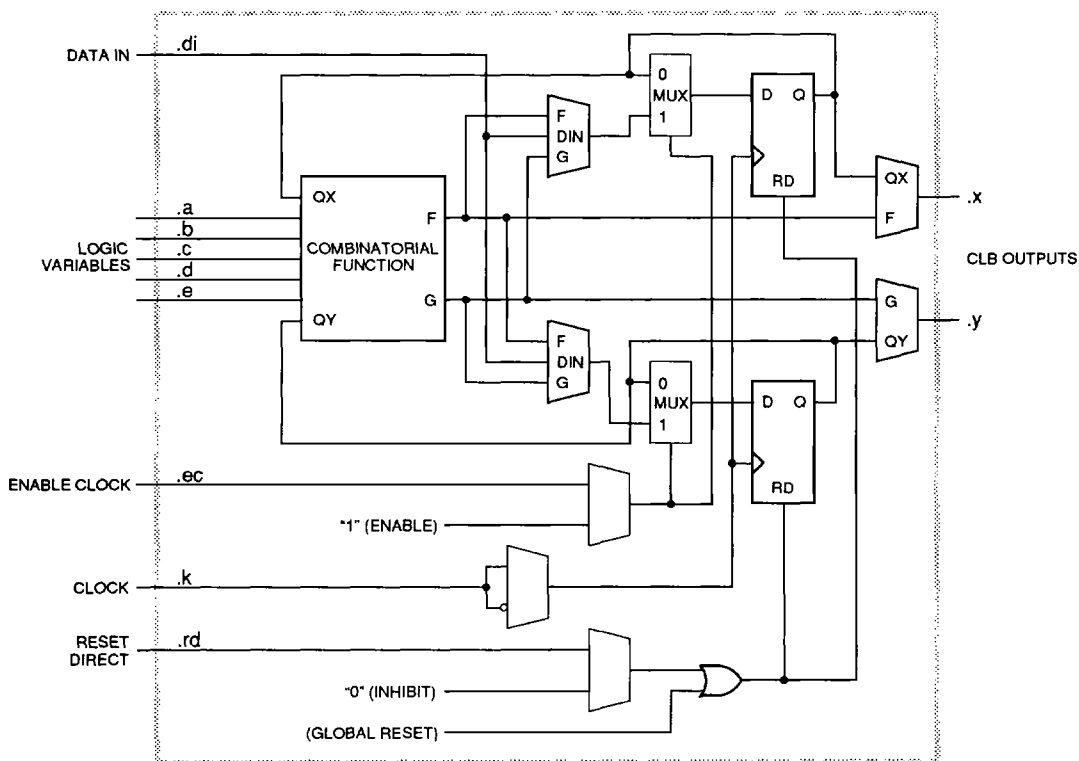 DATA IN
.di
0
MUX
1
D Q
RD
F
DIN
G
QX
F
.x
QX
F
COMBINATORIAL
FUNCTION
G
QY
.a
.b
LOGIC
VARIABLES
.c
.d
.e
CLB OUTPUTS
G
QY
.y
F
DIN
G
0
MUX
1
D Q
RD
ENABLE CLOCK
.ec
"1" (ENABLE)
CLOCK
.k
RESET
DIRECT
.rd
"0" (INHIBIT)
(GLOBAL RESET)